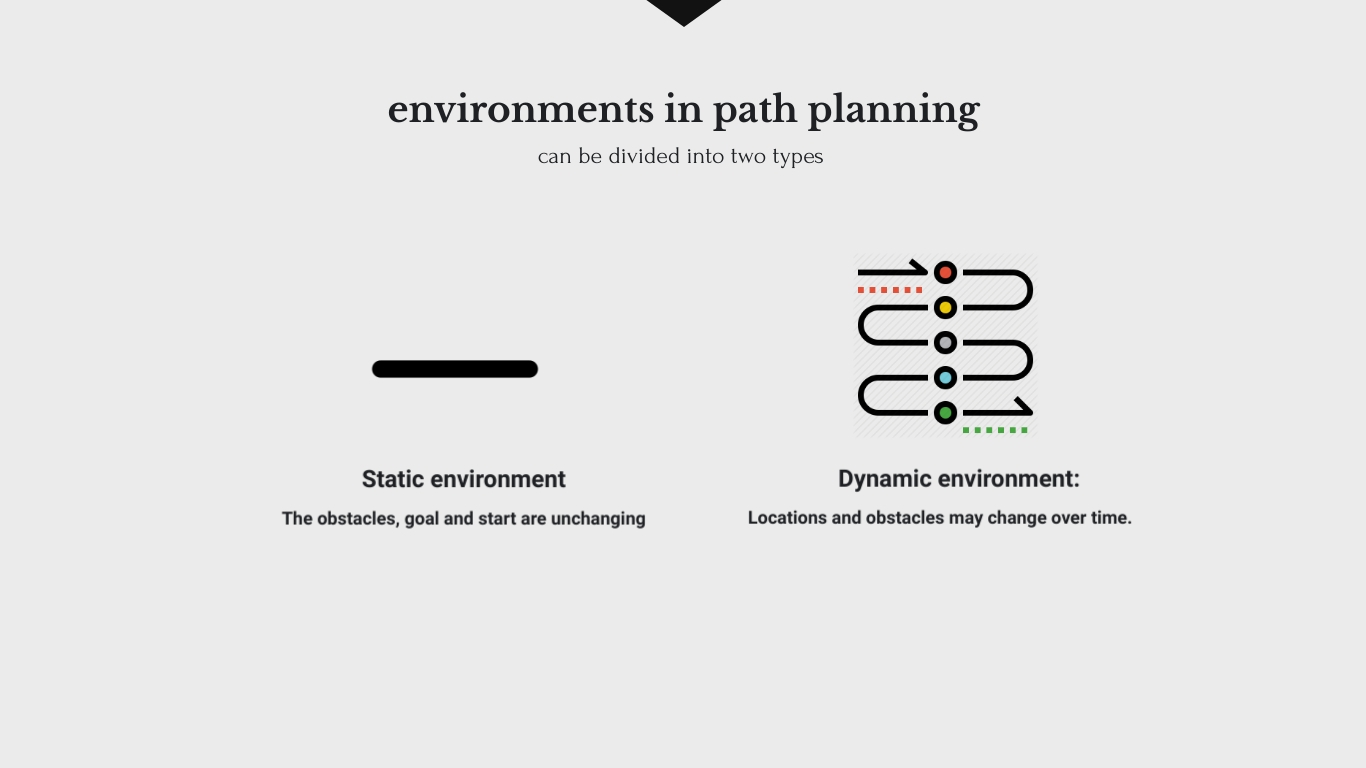 environments in path planning
can be divided into two types
Static environment
The obstacles, goal and start are unchanging
Dynamic environment:
Locations and obstacles may change over time.